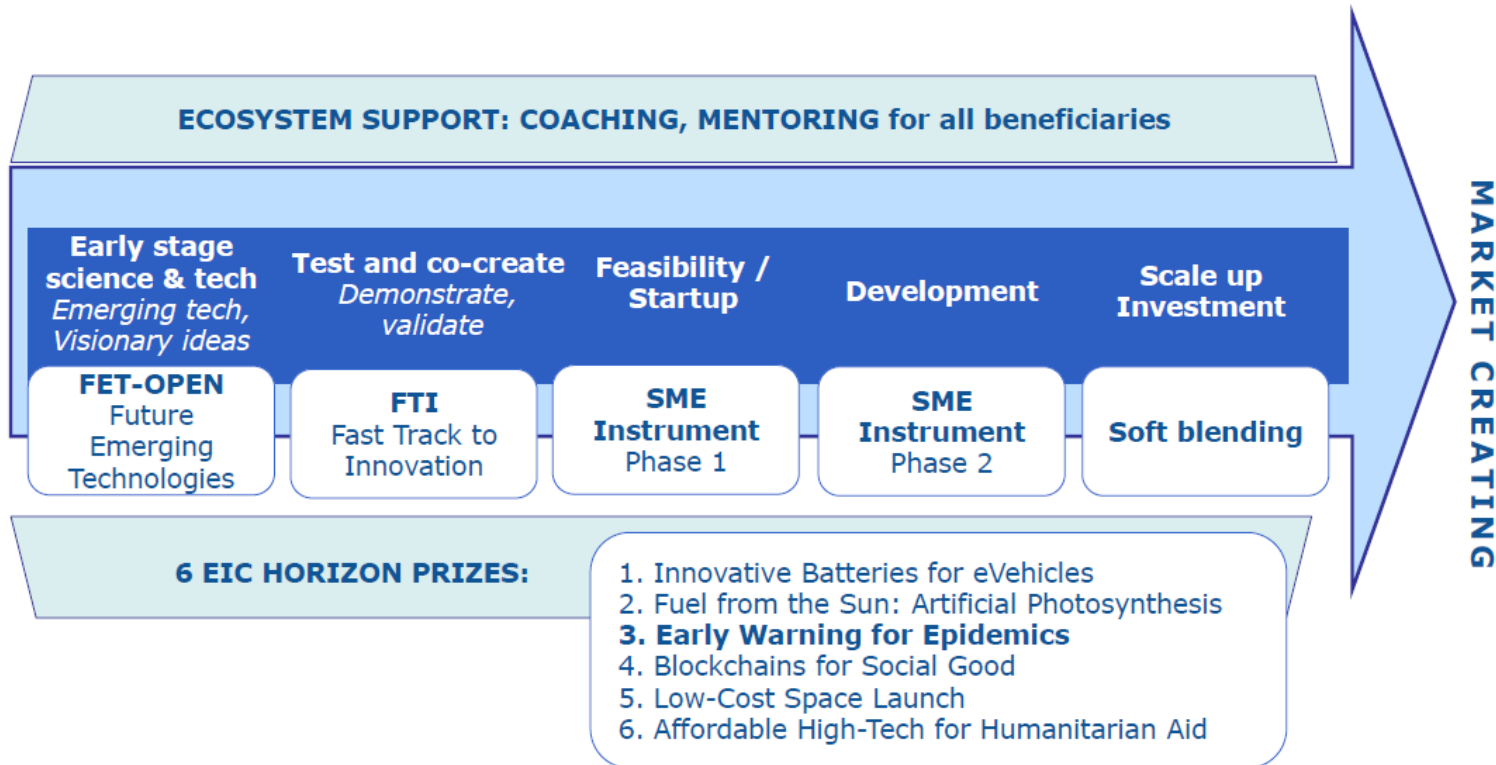 ECOSYSTEM SUPPORT: COACHING, MENTORING for all beneficiaries
Early stage
science & tech
Emerging tech,
Visionary ideas
Test and co-create
Demonstrate,
validate
Feasibility /
Startup
Development
Scale up
Investment
FET-OPEN
Future
Emerging
Technologies
FTI
Fast Track to
Innovation
SME
Instrument
Phase 1
SME
Instrument
Phase 2
Soft blending
MARKET CREATING
6 EIC HORIZON PRIZES:
1. Innovative Batteries for eVehicles
2. Fuel from the Sun: Artificial Photosynthesis
3. Early Warning for Epidemics
4. Blockchains for Social Good
5. Low-Cost Space Launch
6. Affordable High-Tech for Humanitarian Aid